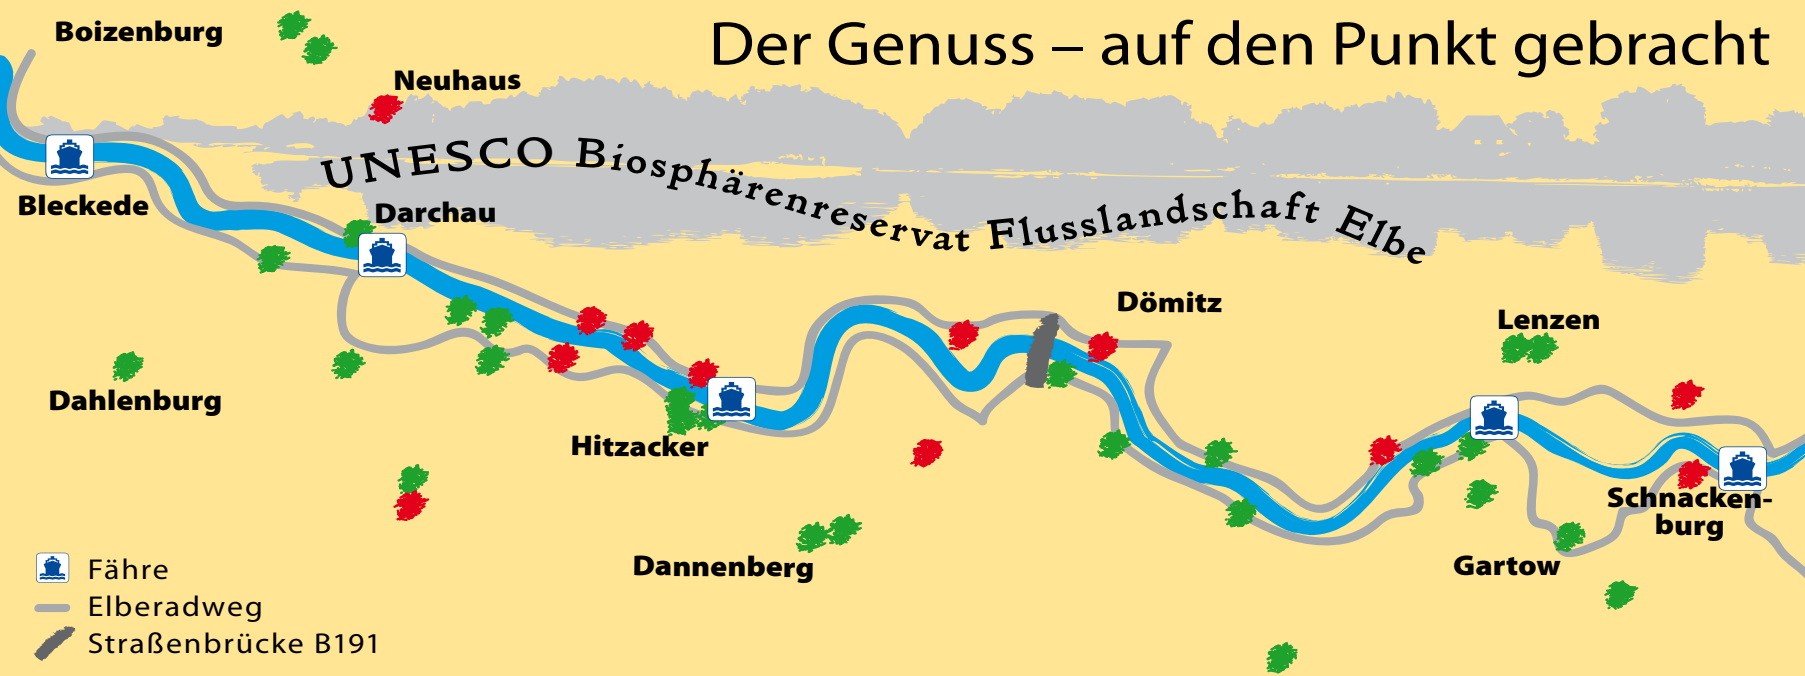 Der Genuss – auf den Punkt gebracht
Boizenburg
Neuhaus
UNESCO Biosphärenreservat Flusslandschaft Elbe
Bleckede
Darchau
Dömitz
Lenzen
Dahlenburg
Hitzacker
Schnacken-
burg
Dannenberg
Gartow
Fähre
Elberadweg
Straßenbrücke B191